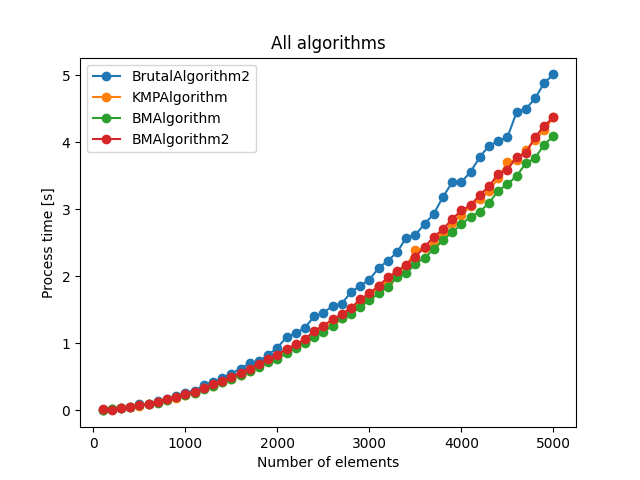 All algorithms
BrutalAlgorithm2
KMPAlgorithm
BMAlgorithm
BMAlgorithm2
Process time [s]
5
4
3
2
1
0
0 1000 2000 3000 4000 5000
Number of elements